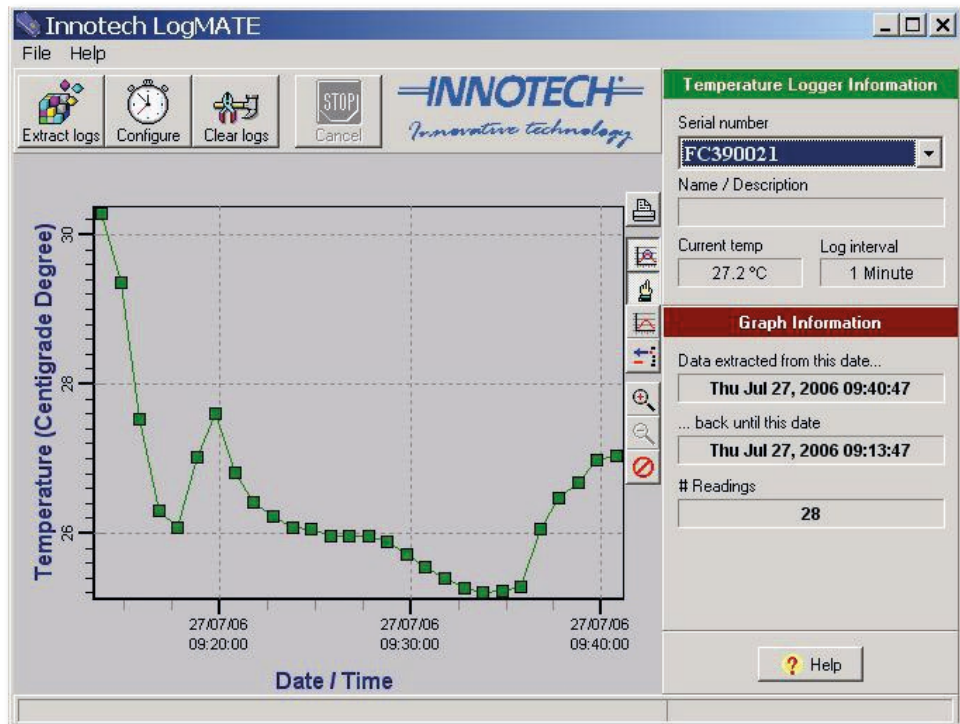 Innotech LogMATE
File Help
Extract logs
Configure
Clear logs
STOP
Cancel
INNOTECH
Innovative technology
Temperature Logger Information
Serial number
FC390021
Name / Description
Current temp
Log interval
27.2 °C
1 Minute
Graph Information
Data extracted from this date...
Thu Jul 27, 2006 09:40:47
... back until this date
Thu Jul 27, 2006 09:13:47
# Readings
28
? Help
Temperature (Centigrade Degree)
30
28
26
27/07/06
09:20:00
27/07/06
09:30:00
27/07/06
09:40:00
Date / Time